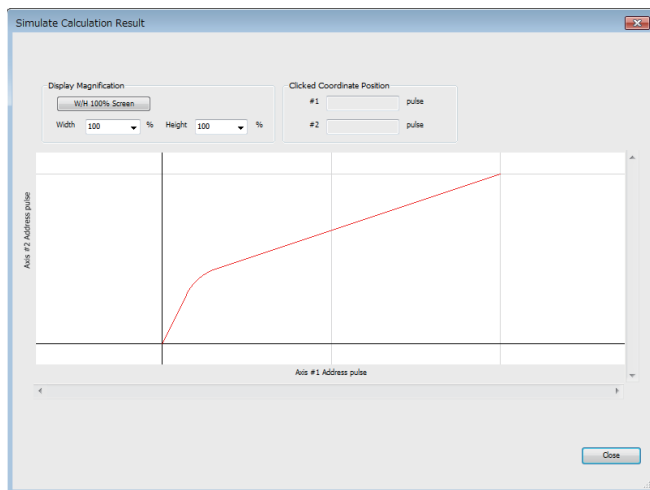 Simulate Calculation Result
Display Magnification
W/H 100% Screen
Width 100 % Height 100 %
Clicked Coordinate Position
#1 pulse
#2 pulse
Axis #2 Address pulse
Axis #1 Address pulse
Close